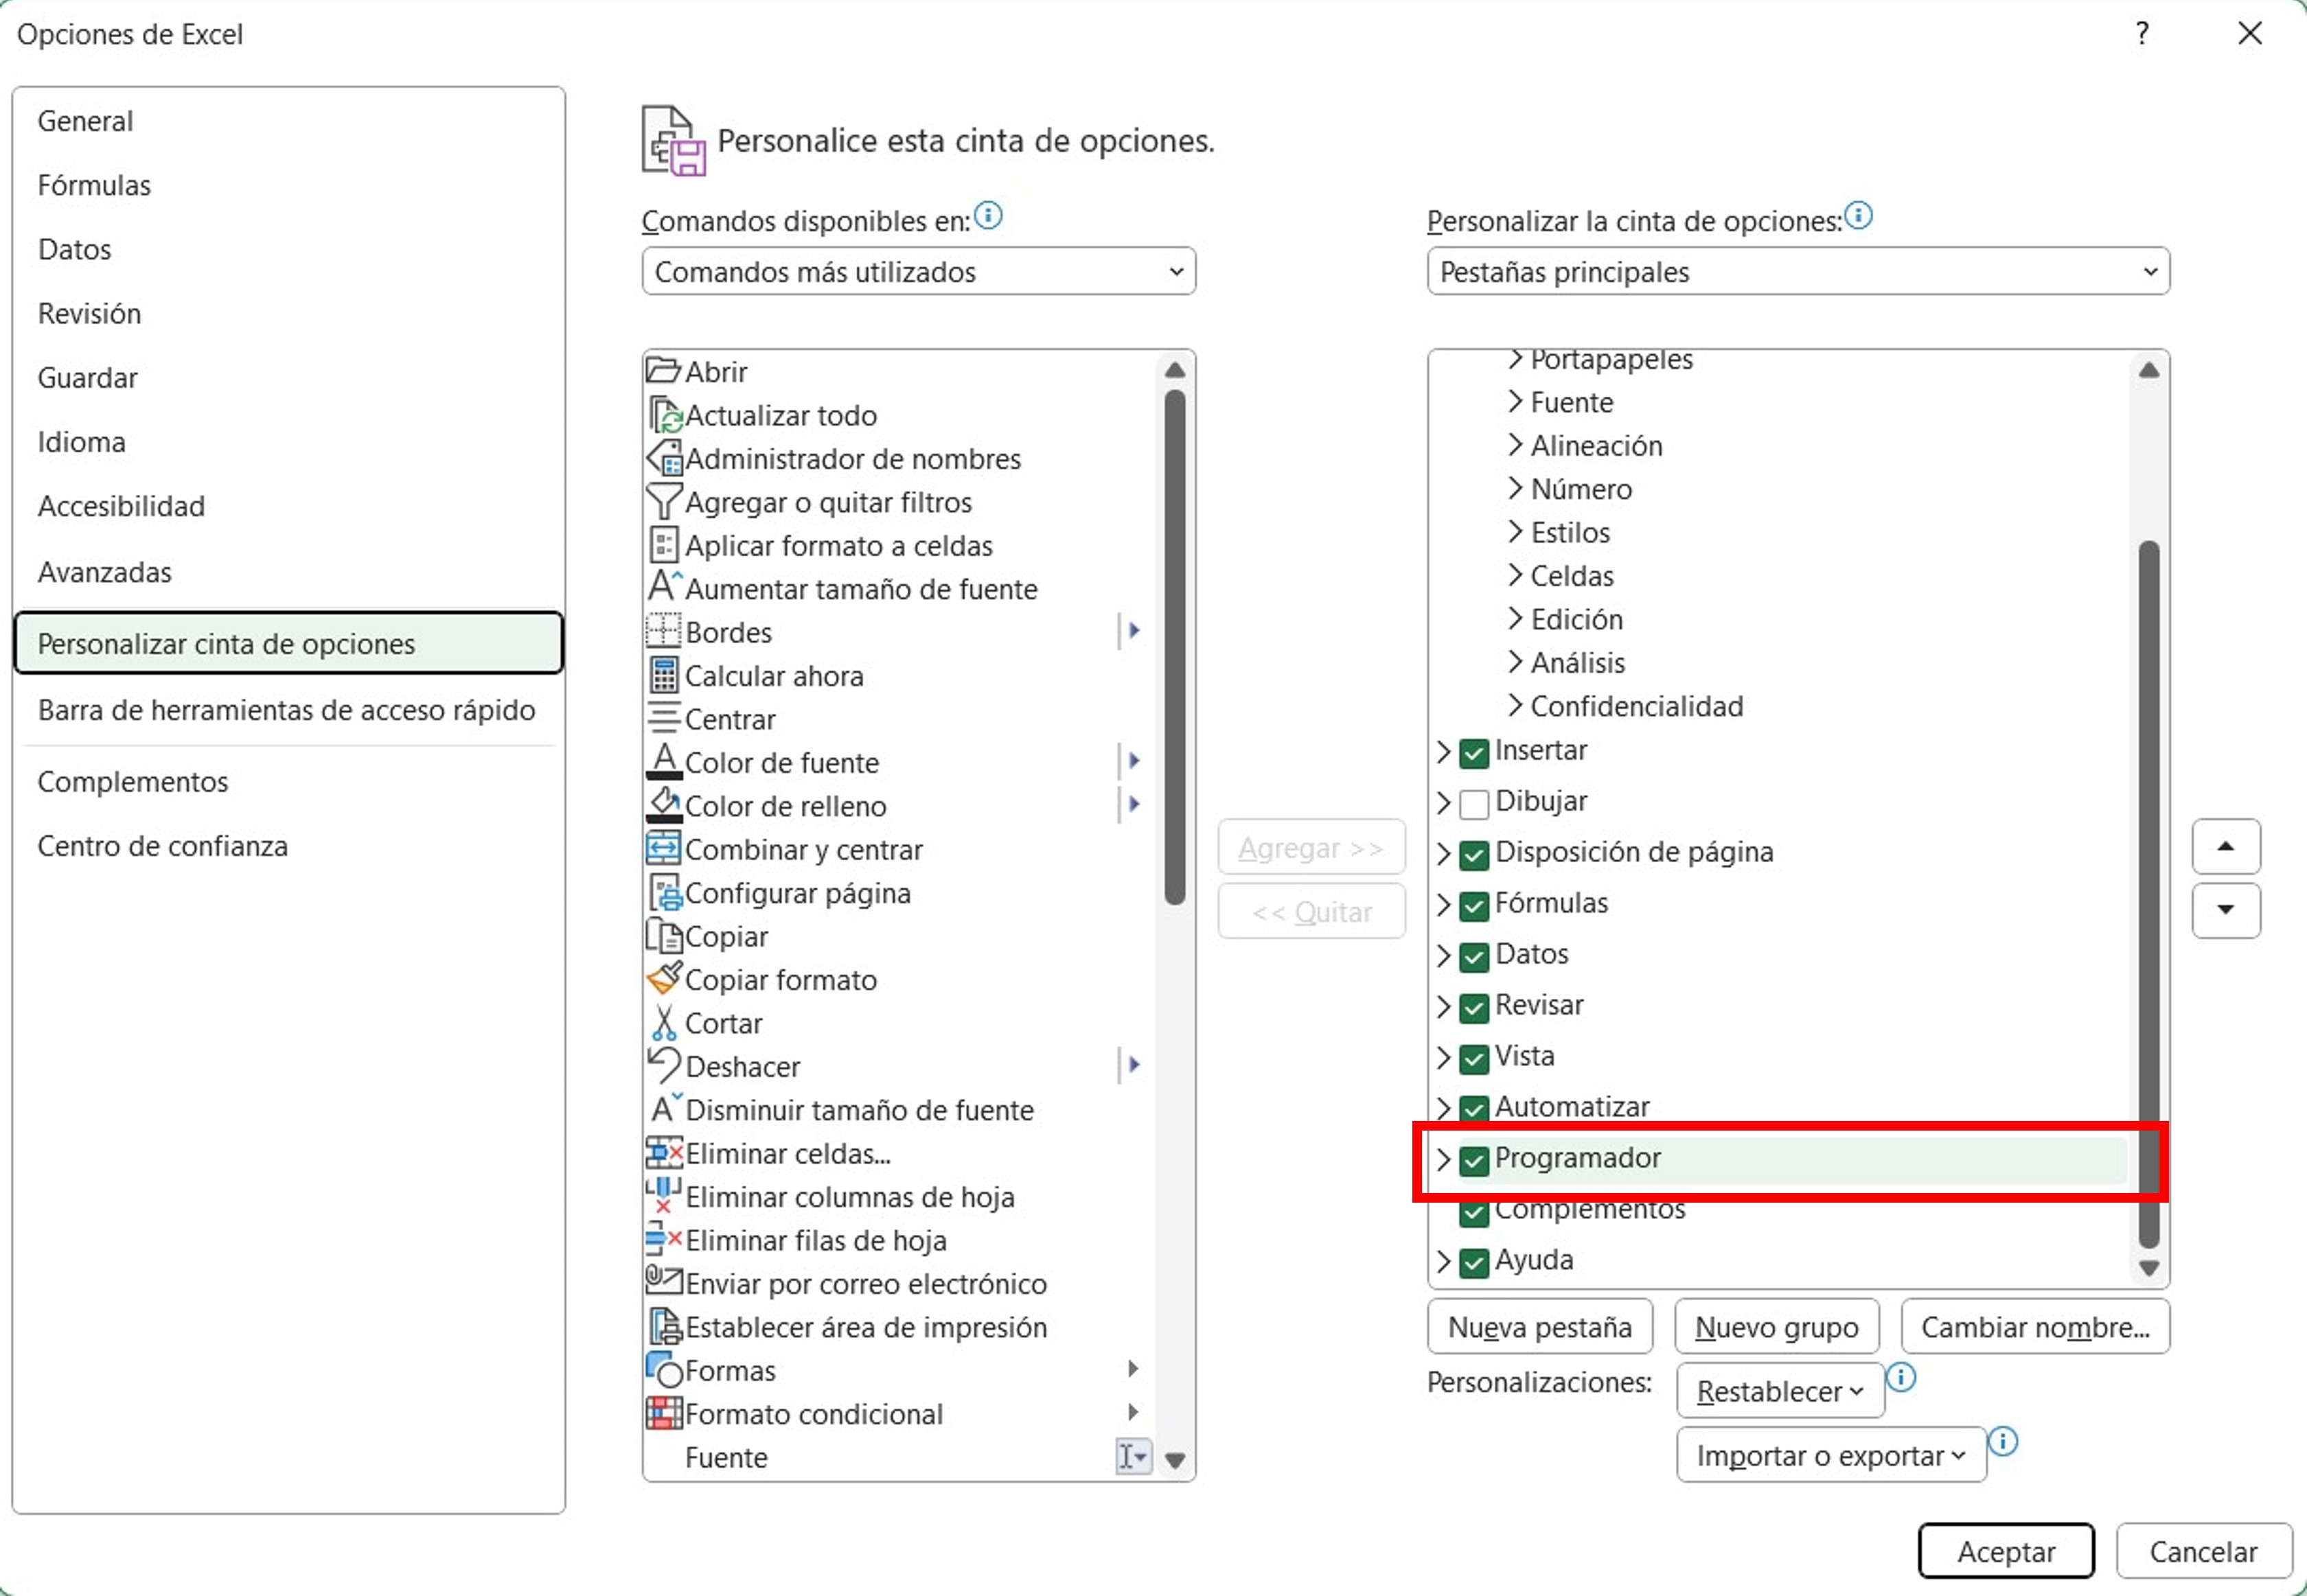 Opciones de Excel
?
General
Fórmulas
Datos
Revisión
Guardar
Idioma
Accesibilidad
Avanzadas
Personalizar cinta de opciones
Barra de herramientas de acceso rápido
Complementos
Centro de confianza
Personalice esta cinta de opciones.
Comandos disponibles en:
Comandos más utilizados
Abrir
Actualizar todo
Administrador de nombres
Agregar o quitar filtros
Aplicar formato a celdas
Aumentar tamaño de fuente
Bordes
Calcular ahora
Centrar
Color de fuente
Color de relleno
Combinar y centrar
Configurar página
Copiar
Copiar formato
Cortar
Deshacer
Disminuir tamaño de fuente
Eliminar celdas...
Eliminar columnas de hoja
Eliminar filas de hoja
Enviar por correo electrónico
Establecer área de impresión
Formas
Formato condicional
Fuente
Agregar >>
<< Quitar
Personalizar la cinta de opciones:
Pestañas principales
Portapapeles
Fuente
Alineación
Número
Estilos
Celdas
Edición
Análisis
Confidencialidad
Insertar
Dibujar
Disposición de página
Fórmulas
Datos
Revisar
Vista
Automatizar
Programador
Complementos
Ayuda
Nueva pestaña
Nuevo grupo
Cambiar nombre...
Personalizaciones:
Restablecer
Importar o exportar
Aceptar
Cancelar